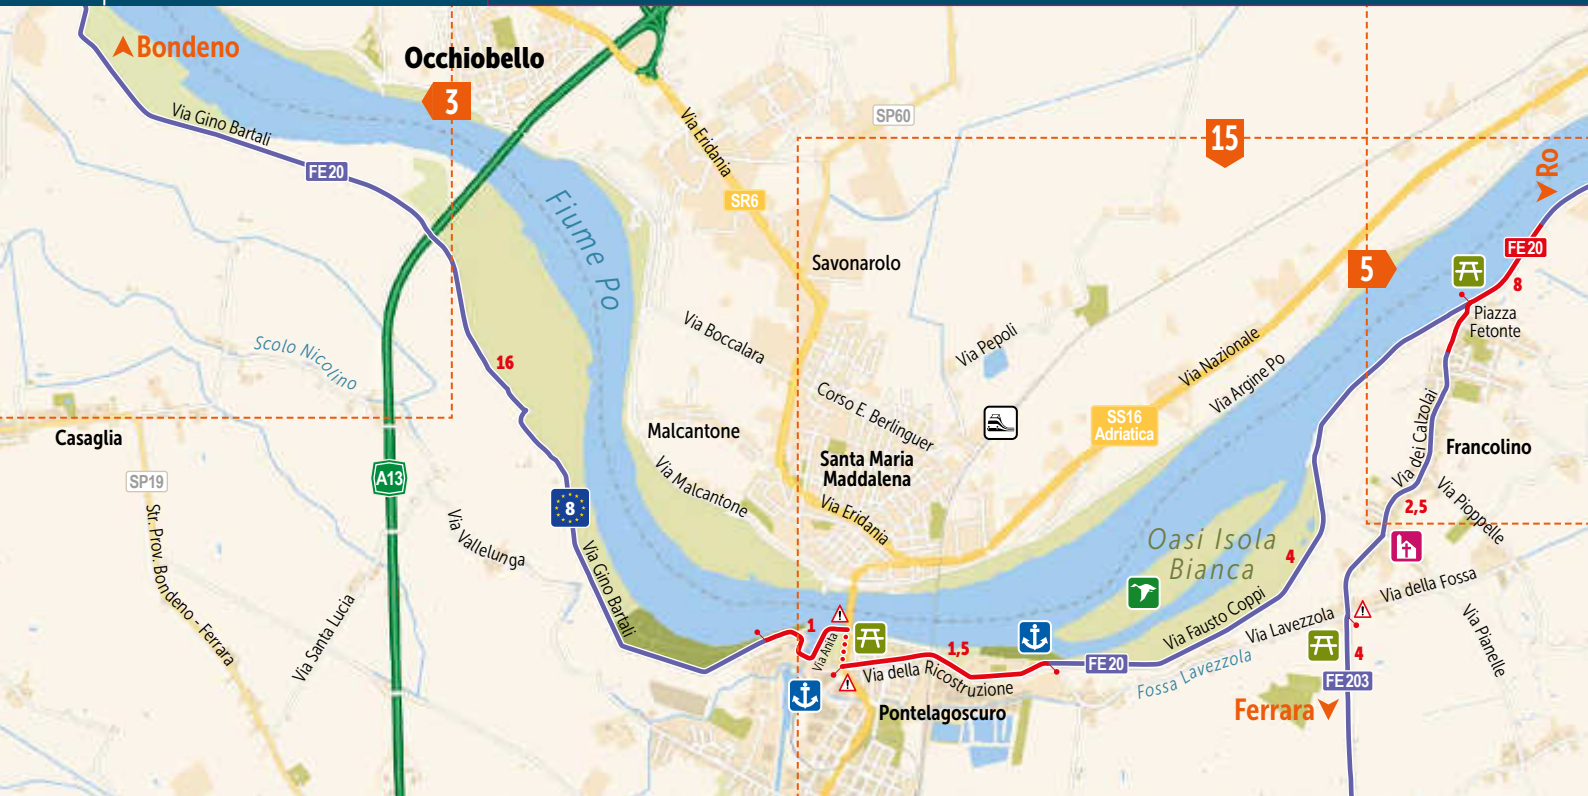 Bondeno
Occhiobello
3
Via Gino Bartali
FE20
Via Eridania
SP60
15
SR6
Ro
Fiume Po
Savonarolo
5
FE20
8
Piazza
Fetonte
Scolo Nicolino
16
Via Boccalara
Via Pepoli
Via Nazionale
Via Argine Po
Casaglia
Malcantone
Corso E. Berlinguer
SS16
Adriatica
Santa Maria
Maddalena
Via dei Calzolai
Francolino
SP19
A13
8
Via Malcantone
Via Eridania
2,5
Via Pioppelle
Str. Prov. Bondeno - Ferrara
Via Vallelunga
Via Gino Bartali
Oasi Isola
Bianca
4
Via Santa Lucia
Via della Fossa
Via Fausto Coppi
Via Lavezzola
Via Pianelle
1
Via Anita
1,5
Via della Ricostruzione
FE20
Fossa Lavezzola
4
FE203
Pontelagoscuro
Ferrara